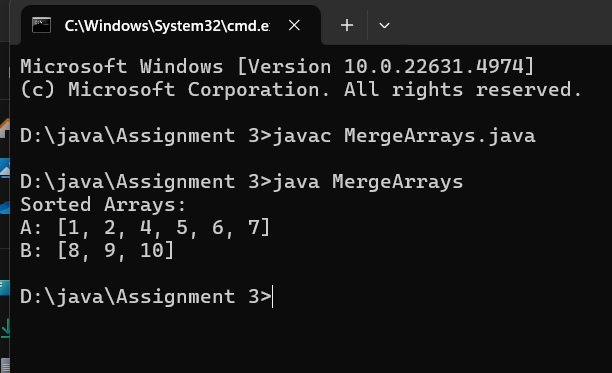 C:\Windows\System32\cmd.e
Microsoft Windows [Version 10.0.22631.4974]
(c) Microsoft Corporation. All rights reserved.
D:\java\Assignment 3>javac MergeArrays.java
D:\java\Assignment 3>java MergeArrays
Sorted Arrays:
A: [1, 2, 4, 5, 6, 7]
B: [8, 9, 10]
D:\java\Assignment 3>